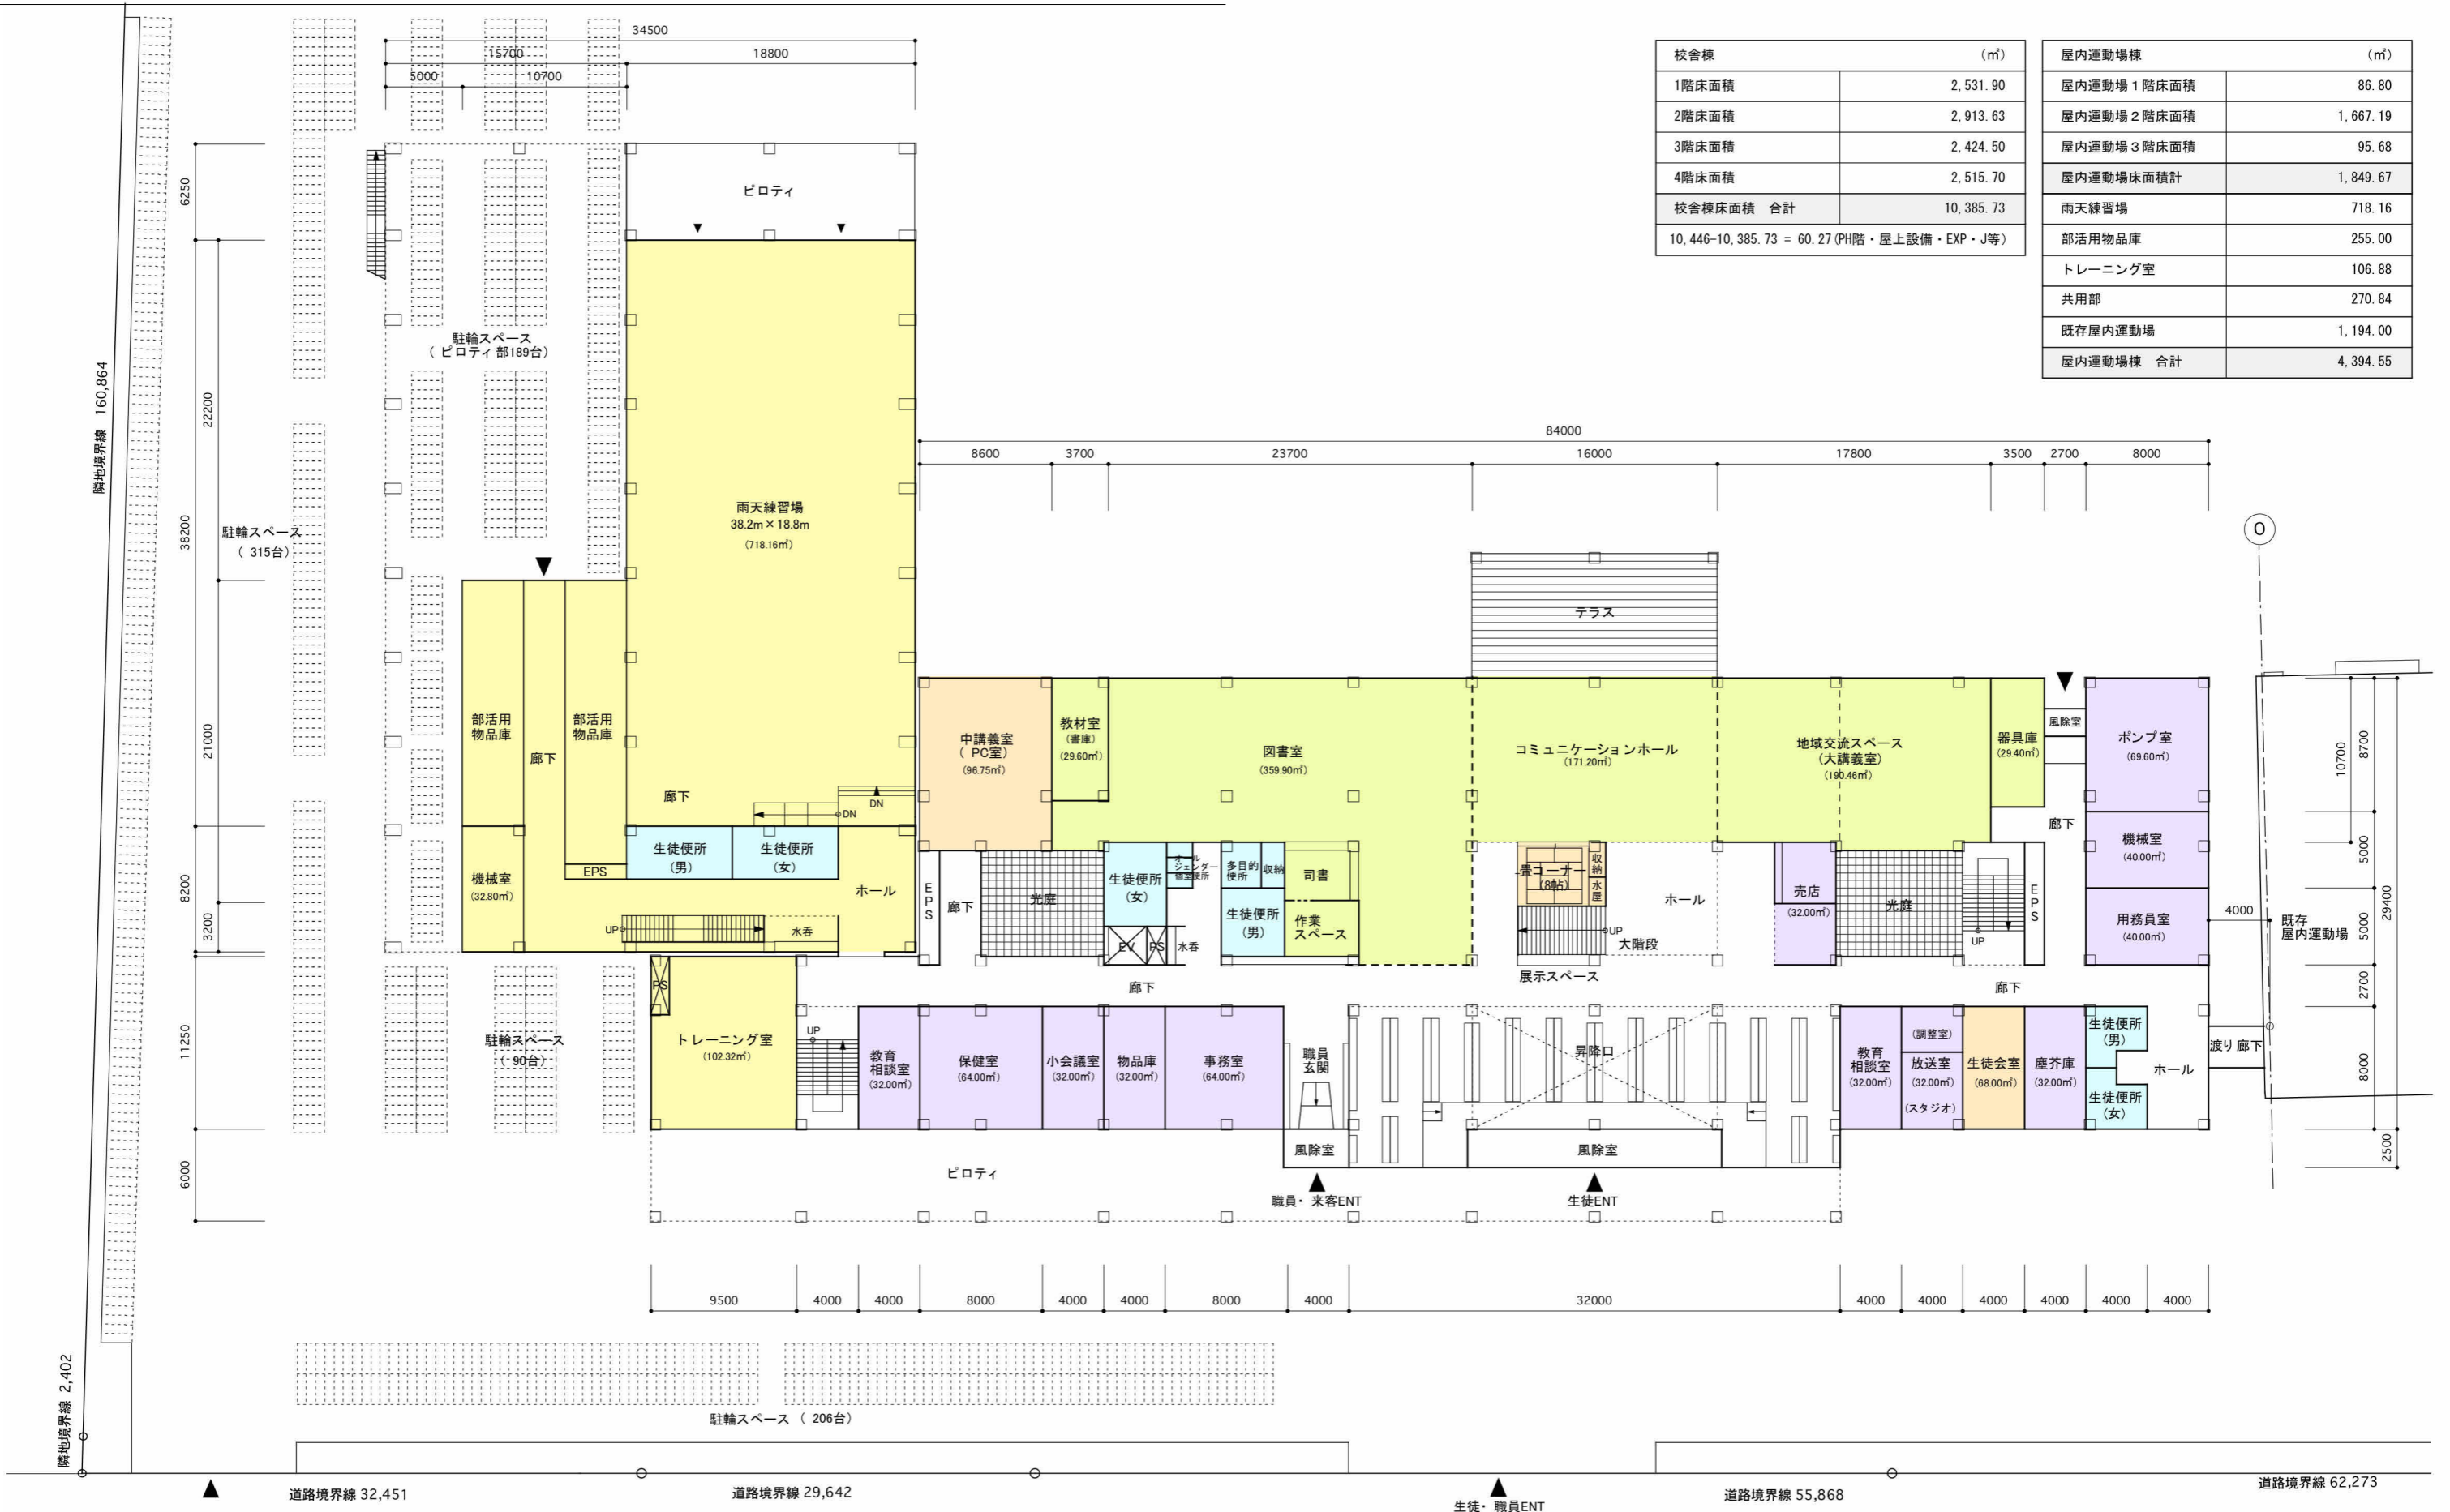 34500
15700 18800
5000 10700
校舎棟 (㎡)
1階床面積 2,531.90
2階床面積 2,913.63
3階床面積 2,424.50
4階床面積 2,515.70
校舎棟床面積 合計 10,385.73
10,446-10,385.73 = 60.27(PH階・屋上設備・EXP・J等)
屋内運動場棟 (㎡)
屋内運動場1階床面積 86.80
屋内運動場2階床面積 1,667.19
屋内運動場3階床面積 95.68
屋内運動場床面積計 1,849.67
雨天練習場 718.16
部活用物品庫 255.00
トレーニング室 106.88
共用部 270.84
既存屋内運動場 1,194.00
屋内運動場棟 合計 4,394.55
6250
22200
38200
21000
8200
3200
11250
6000
隣地境界線 160,864
隣地境界線 2,402
ピロティ
駐輪スペース
( ピロティ部189台)
駐輪スペース
( 315台)
雨天練習場
38.2m×18.8m
(718.16㎡)
部活用
物品庫
廊下
部活用
物品庫
廊下
DN
DN
機械室
(32.80㎡)
EPS
生徒便所
(男)
生徒便所
(女)
ホール
UP
水呑
84000
8600 3700 23700 16000 17800 3500 2700 8000
テラス
中講義室
( PC室)
(96.75㎡)
教材室
(書庫)
(29.60㎡)
図書室
(359.90㎡)
コミュニケーションホール
(171.20㎡)
地域交流スペース
(大講義室)
(190.46㎡)
器具庫
(29.40㎡)
風除室
ポンプ室
(69.60㎡)
廊下
機械室
(40.00㎡)
用務員室
(40.00㎡)
EPS
廊下
光庭
生徒便所
(女)
オール
ジェンダー
個室便所
多目的
便所
収納
司書
生徒便所
(男)
作業
スペース
EV
PS
水呑
畳コーナー
(8帖)
収納
水屋
ホール
UP
大階段
展示スペース
売店
(32.00㎡)
光庭
UP
EPS
廊下
廊下
O
4000
既存
屋内運動場
10700
8700
5000
5000
29400
2700
8000
2500
PS
トレーニング室
(102.32㎡)
UP
教育
相談室
(32.00㎡)
保健室
(64.00㎡)
小会議室
(32.00㎡)
物品庫
(32.00㎡)
事務室
(64.00㎡)
職員
玄関
昇降口
教育
相談室
(32.00㎡)
(調整室)
放送室
(32.00㎡)
(スタジオ)
生徒会室
(68.00㎡)
塵芥庫
(32.00㎡)
生徒便所
(男)
生徒便所
(女)
ホール
渡り廊下
駐輪スペース
( 90台)
ピロティ
風除室
風除室
職員・来客ENT
生徒ENT
9500 4000 4000 8000 4000 4000 8000 4000 32000 4000 4000 4000 4000 4000 4000
駐輪スペース ( 206台)
道路境界線 32,451
道路境界線 29,642
生徒・職員ENT
道路境界線 55,868
道路境界線 62,273